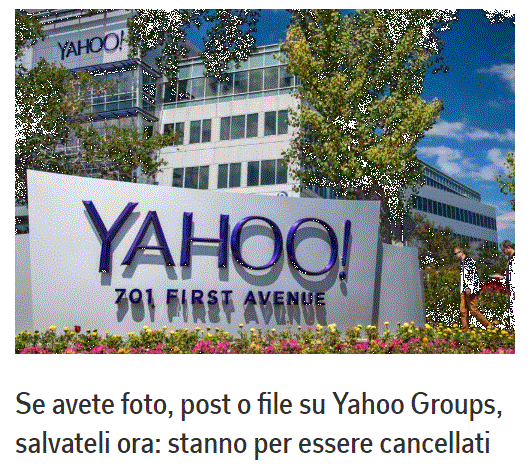 YAHOO!
YAHOO!
701 FIRST AVENUE
Se avete foto, post o file su Yahoo Groups,
salvateli ora: stanno per essere cancellati